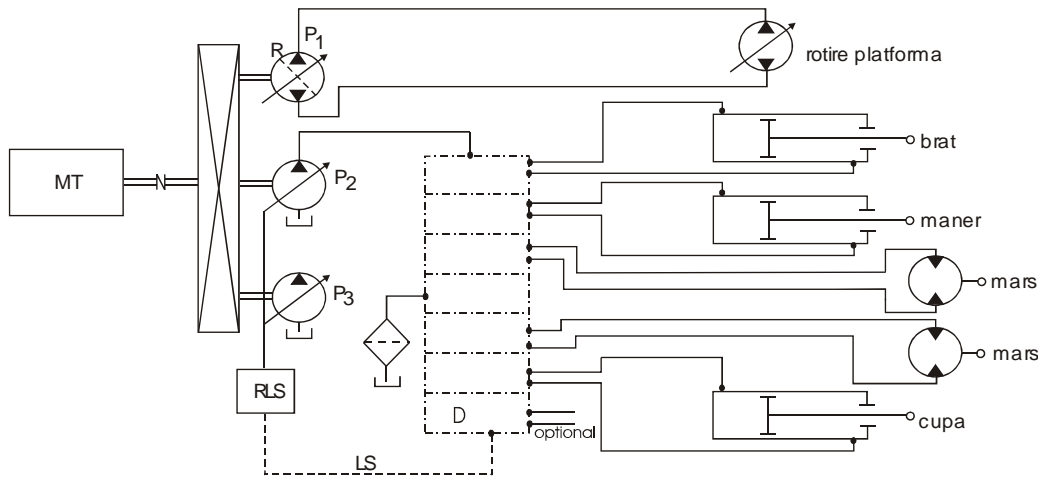 R P1
rotire platforma
brat
MT
P2
maner
mars
P3
mars
RLS
D
optional
cupa
LS